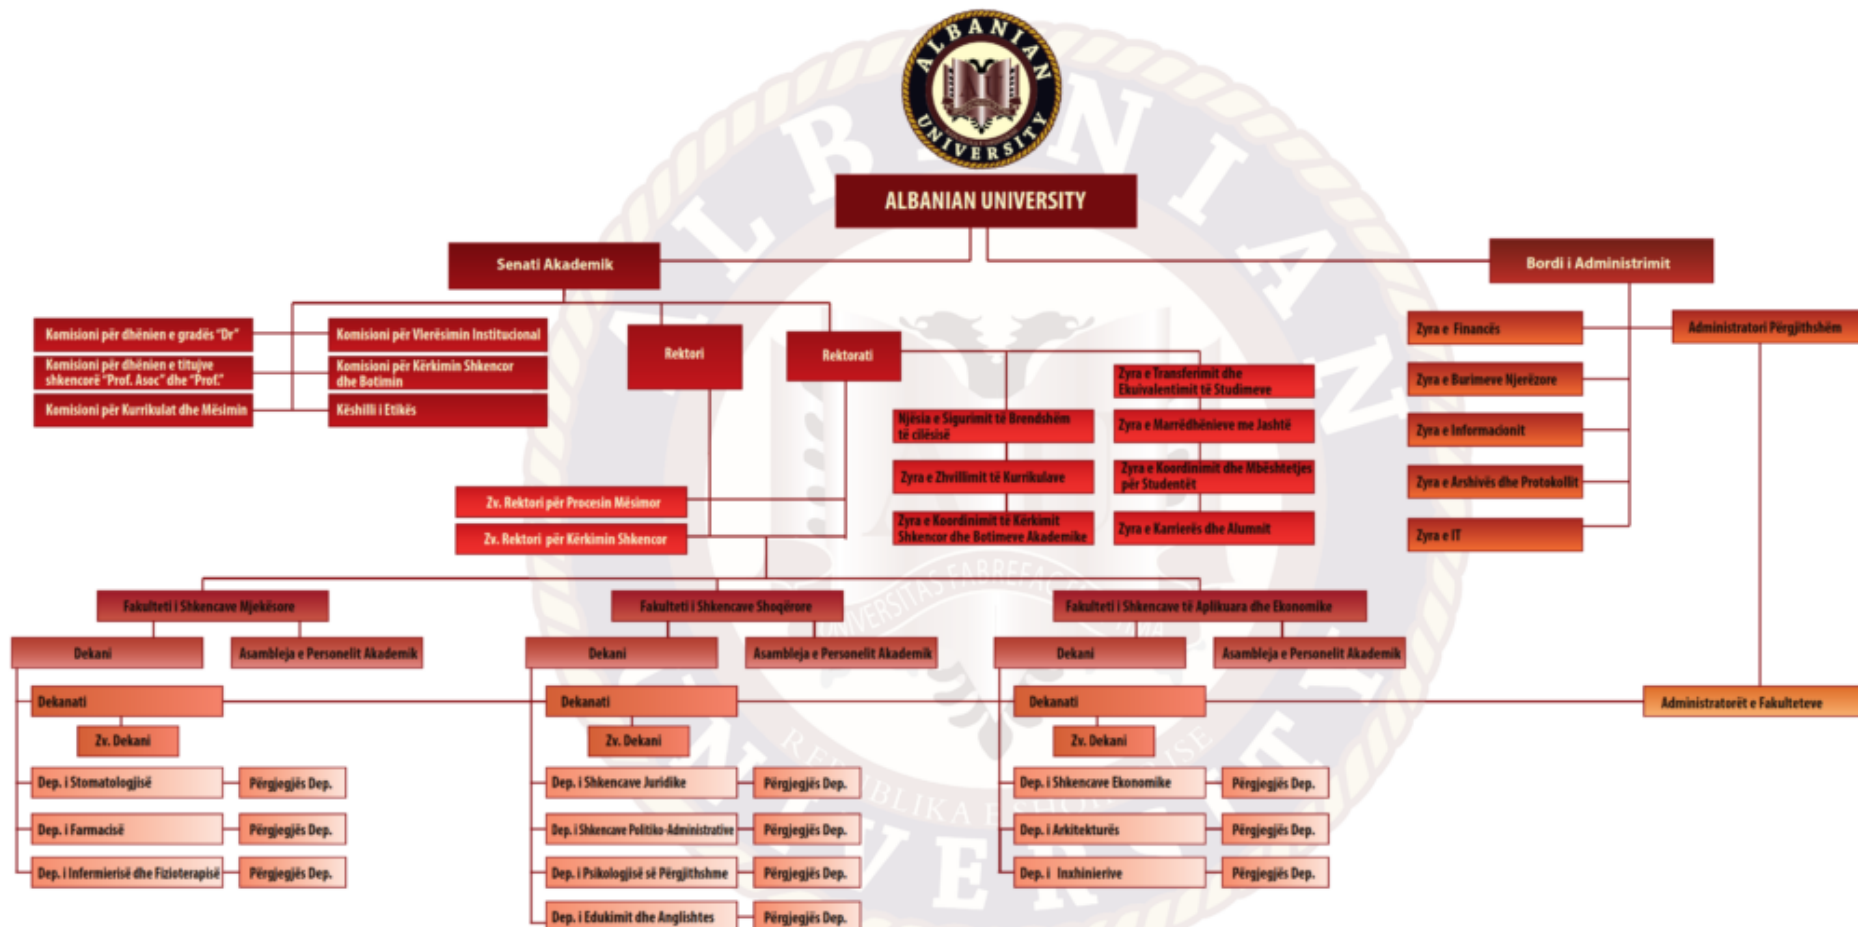 ALBANIAN
UNIVERSITY
ALBANIAN UNIVERSITY
Senati Akademik
Bordi i Administrimit
Komisioni për dhënien e gradës “Dr”
Komisioni për Vlerësimin Institucional
Komisioni për dhënien e titujve
shkencorë “Prof. Asoc” dhe “Prof.”
Komisioni për Kërkimin Shkencor
dhe Botimin
Komisioni për Kurrikulat dhe Mësimin
Këshilli i Etikës
Rektori
Rektorati
Njësia e Sigurimit të Brendshëm
të cilësisë
Zyra e Zhvillimit të Kurrikulave
Zyra e Koordinimit të Kërkimit
Shkencor dhe Botimeve Akademike
Zyra e Transferimit dhe
Ekuivalentimit të Studimeve
Zyra e Marrëdhënieve me Jashtë
Zyra e Koordinimit dhe Mbështetjes
për Studentët
Zyra e Karrierës dhe Alumnit
Zyra e Financës
Administratori Përgjithshëm
Zyra e Burimeve Njerëzore
Zyra e Informacionit
Zyra e Arshivës dhe Protokollit
Zyra e IT
Zv. Rektori për Procesin Mësimor
Zv. Rektori për Kërkimin Shkencor
Fakulteti i Shkencave Mjekësore
Fakulteti i Shkencave Shoqërore
Fakulteti i Shkencave të Aplikuara dhe Ekonomike
Dekani
Asambleja e Personelit Akademik
Dekani
Asambleja e Personelit Akademik
Dekani
Asambleja e Personelit Akademik
Dekanati
Dekanati
Dekanati
Administratorët e Fakulteteve
Zv. Dekani
Zv. Dekani
Zv. Dekani
Dep. i Stomatologjisë
Përgjegjës Dep.
Dep. i Shkencave Juridike
Përgjegjës Dep.
Dep. i Shkencave Ekonomike
Përgjegjës Dep.
Dep. i Farmacisë
Përgjegjës Dep.
Dep. i Shkencave Politiko-Administrative
Përgjegjës Dep.
Dep. i Arkitekturës
Përgjegjës Dep.
Dep. i Infermierisë dhe Fizioterapisë
Përgjegjës Dep.
Dep. i Psikologjisë së Përgjithshme
Përgjegjës Dep.
Dep. i Inxhinierive
Përgjegjës Dep.
Dep. i Edukimit dhe Anglishtes
Përgjegjës Dep.
ALBANIAN
UNIVERSITY